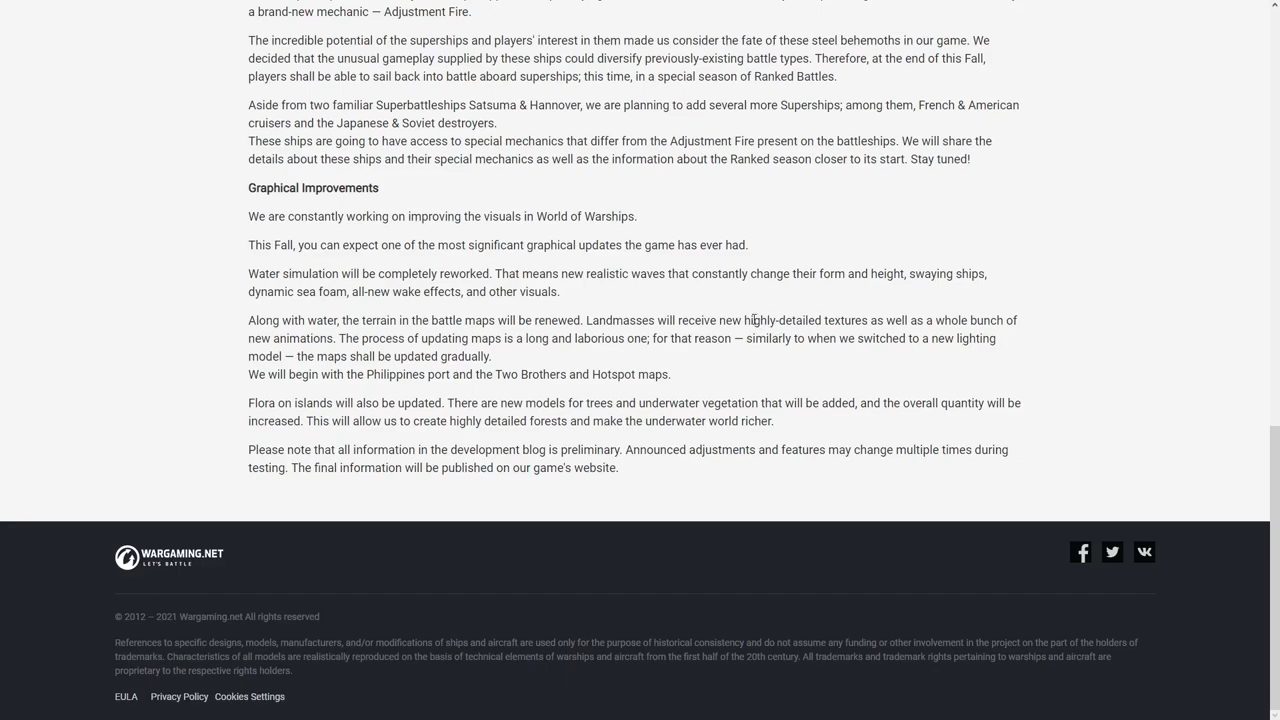 a brand-new mechanic — Adjustment Fire.
The incredible potential of the superships and players' interest in them made us consider the fate of these steel behemoths in our game. We
decided that the unusual gameplay supplied by these ships could diversify previously-existing battle types. Therefore, at the end of this Fall,
players shall be able to sail back into battle aboard superships; this time, in a special season of Ranked Battles.
Aside from two familiar Superbattleships Satsuma & Hannover, we are planning to add several more Superships; among them, French & American
cruisers and the Japanese & Soviet destroyers.
These ships are going to have access to special mechanics that differ from the Adjustment Fire present on the battleships. We will share the
details about these ships and their special mechanics as well as the information about the Ranked season closer to its start. Stay tuned!
Graphical Improvements
We are constantly working on improving the visuals in World of Warships.
This Fall, you can expect one of the most significant graphical updates the game has ever had.
Water simulation will be completely reworked. That means new realistic waves that constantly change their form and height, swaying ships,
dynamic sea foam, all-new wake effects, and other visuals.
Along with water, the terrain in the battle maps will be renewed. Landmasses will receive new highly-detailed textures as well as a whole bunch of
new animations. The process of updating maps is a long and laborious one; for that reason — similarly to when we switched to a new lighting
model — the maps shall be updated gradually.
We will begin with the Philippines port and the Two Brothers and Hotspot maps.
Flora on islands will also be updated. There are new models for trees and underwater vegetation that will be added, and the overall quantity will be
increased. This will allow us to create highly detailed forests and make the underwater world richer.
Please note that all information in the development blog is preliminary. Announced adjustments and features may change multiple times during
testing. The final information will be published on our game's website.
WARGAMING.NET
LET'S BATTLE
© 2012 – 2021 Wargaming.net All rights reserved
References to specific designs, models, manufacturers, and/or modifications of ships and aircraft are used only for the purpose of historical consistency and do not assume any funding or other involvement in the project on the part of the holders of
trademarks. Characteristics of all models are realistically reproduced on the basis of technical elements of warships and aircraft from the first half of the 20th century. All trademarks and trademark rights pertaining to warships and aircraft are
proprietary to the respective rights holders.
EULA Privacy Policy Cookies Settings